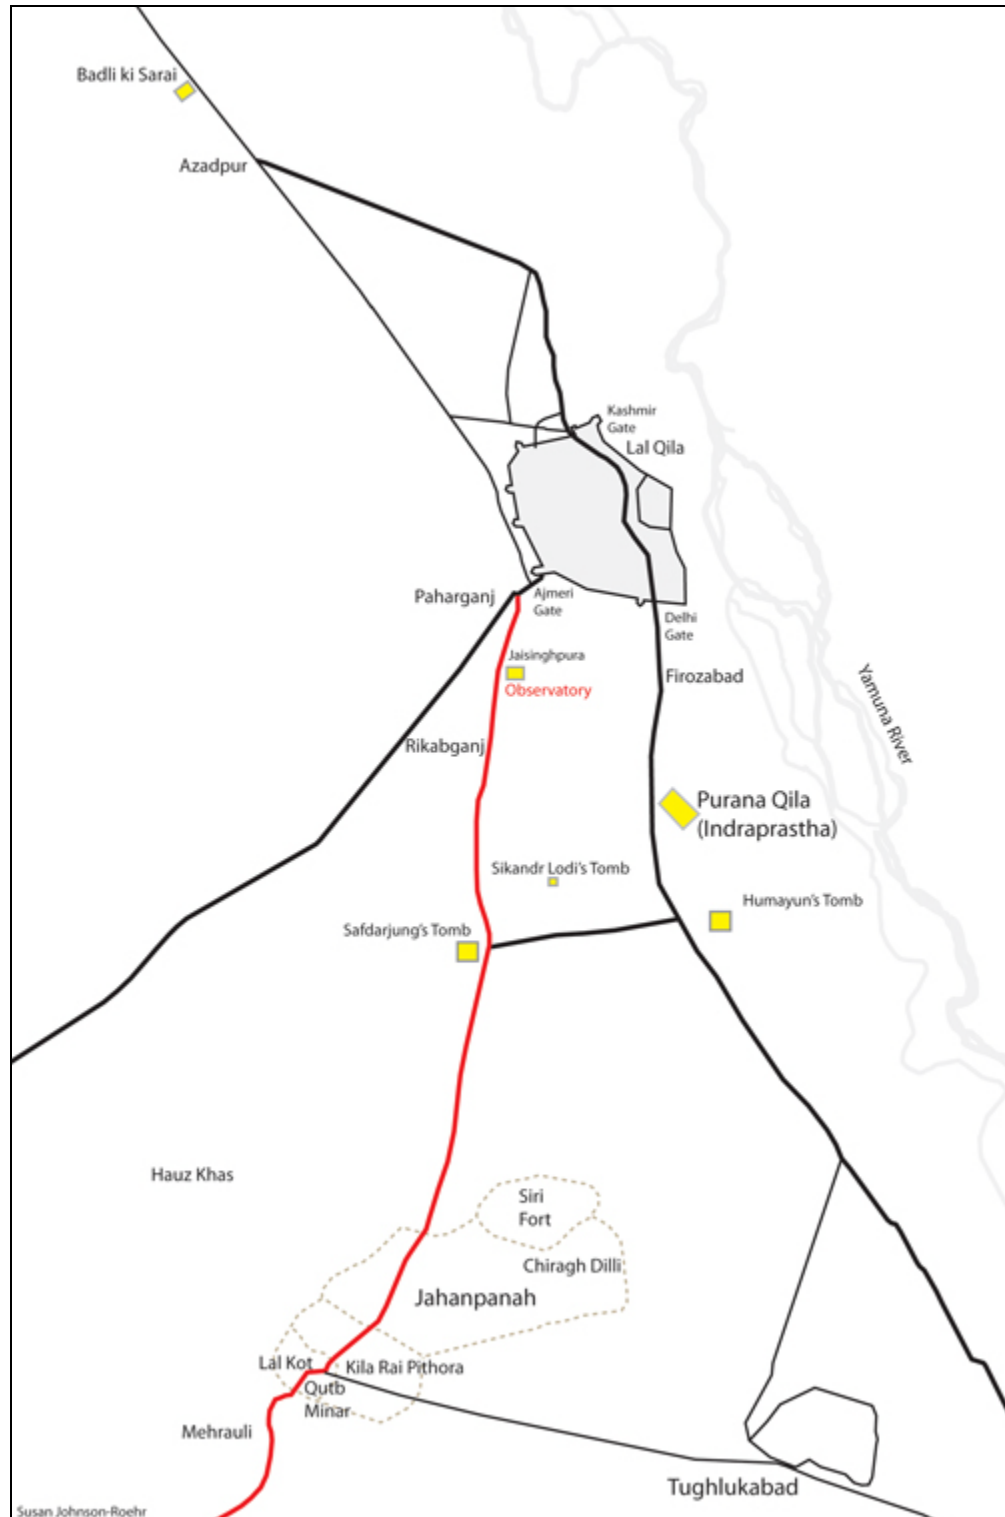 Badli ki Sarai
Azadpur
Kashmir
Gate
Lal Qila
Paharganj
Ajmeri
Gate
Delhi
Gate
Jaisinghpura
Observatory
Firozabad
Yamuna River
Rikabganj
Purana Qila
(Indraprastha)
Sikandr Lodi's Tomb
Humayun's Tomb
Safdarjung's Tomb
Hauz Khas
Siri
Fort
Chiragh Dilli
Jahanpanah
Lal Kot
Kila Rai Pithora
Qutb
Minar
Mehrauli
Tughlukabad
Susan Johnson-Roehr